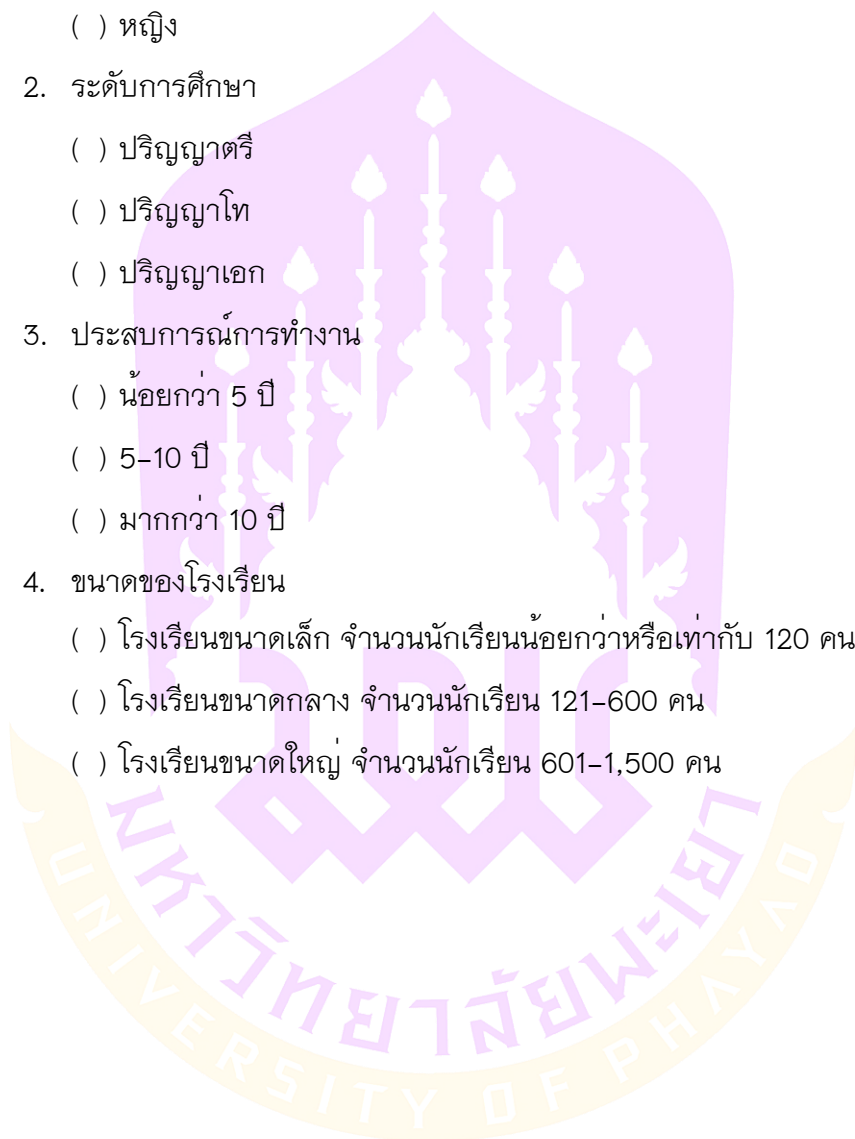 ( ) หญิง
2. ระดับการศึกษา
( ) ปริญญาตรี
( ) ปริญญาโท
( ) ปริญญาเอก
3. ประสบการณ์การทำงาน
( ) น้อยกว่า 5 ปี
( ) 5–10 ปี
( ) มากกว่า 10 ปี
4. ขนาดของโรงเรียน
( ) โรงเรียนขนาดเล็ก จำนวนนักเรียนน้อยกว่าหรือเท่ากับ 120 คน
( ) โรงเรียนขนาดกลาง จำนวนนักเรียน 121–600 คน
( ) โรงเรียนขนาดใหญ่ จำนวนนักเรียน 601–1,500 คน
มหาวิทยาลัยพะเยา
UNIVERSITY OF PHAYAO